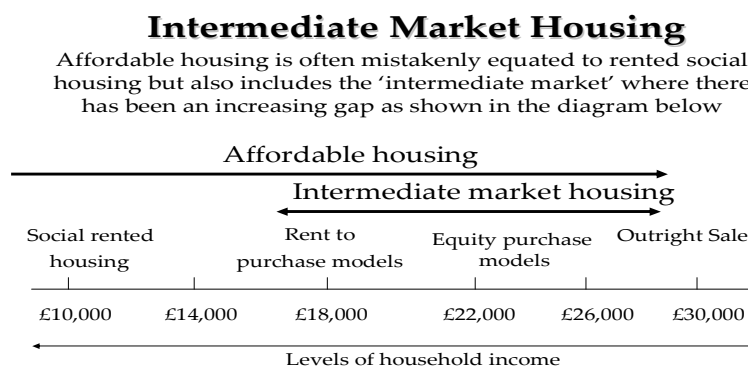 Intermediate Market Housing
Affordable housing is often mistakenly equated to rented social
housing but also includes the ‘intermediate market’ where there
has been an increasing gap as shown in the diagram below
Affordable housing
Intermediate market housing
Social rented
housing
Rent to
purchase models
Equity purchase
models
Outright Sale
£10,000 £14,000 £18,000 £22,000 £26,000 £30,000
Levels of household income